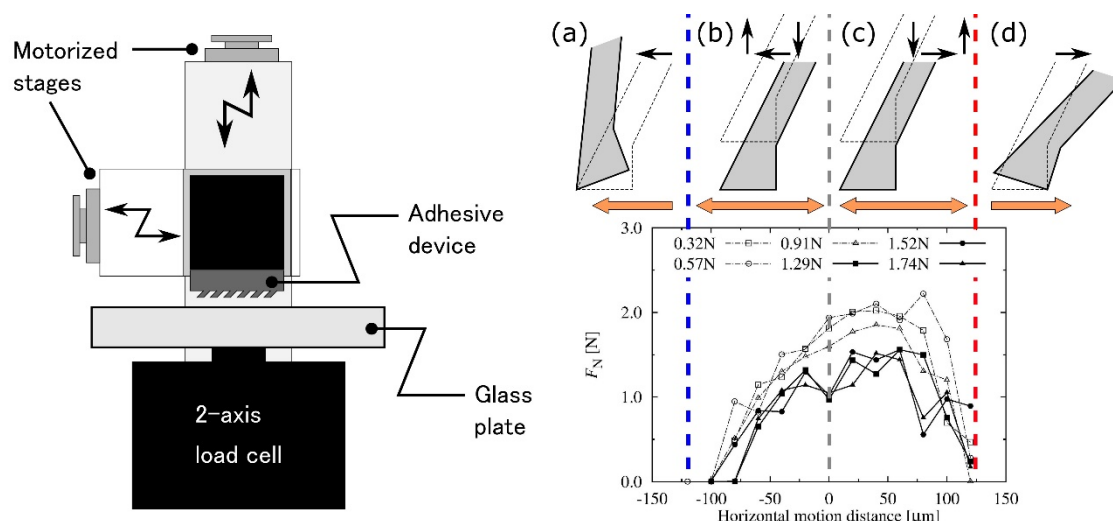 Motorized
stages
Adhesive
device
Glass
plate
2-axis
load cell
(a)
(b)
(c)
(d)
0.32N 0.91N 1.52N
0.57N 1.29N 1.74N
3.0
2.0
1.0
0.0
F_N [N]
-150 -100 -50 0 50 100 150
Horizontal motion distance [μm]